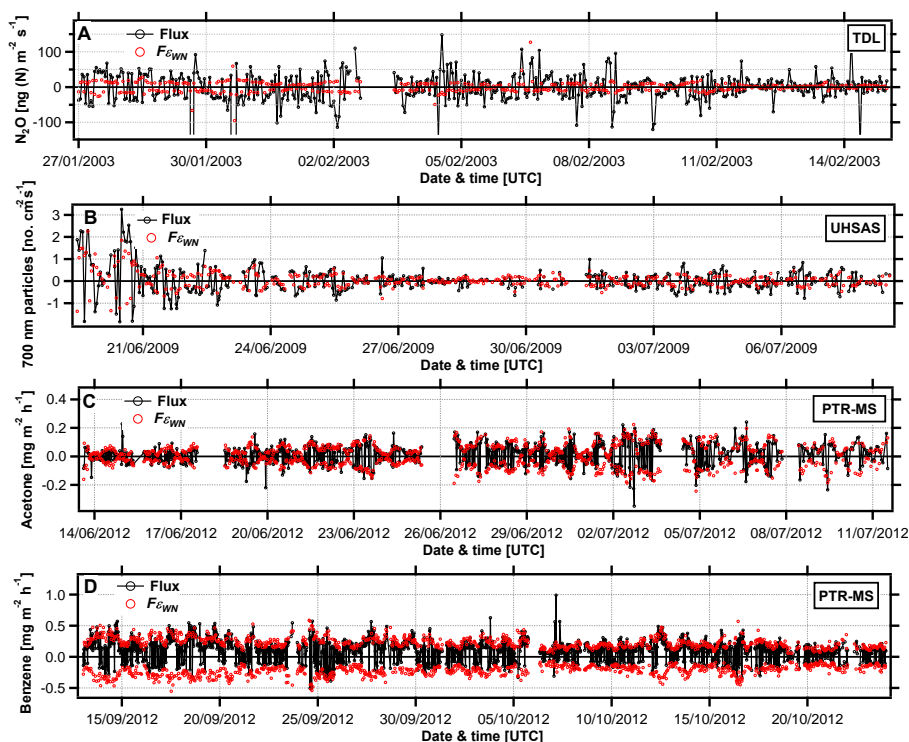 A
Flux
Fε_WN
TDL
N₂O [ng (N) m⁻² s⁻¹]
100
0
-100
27/01/2003 30/01/2003 02/02/2003 05/02/2003 08/02/2003 11/02/2003 14/02/2003
Date & time [UTC]
B
Flux
Fε_WN
UHSAS
700 nm particles [no. cm⁻² s⁻¹]
3
2
1
0
-1
21/06/2009 24/06/2009 27/06/2009 30/06/2009 03/07/2009 06/07/2009
Date & time [UTC]
C
Flux
Fε_WN
PTR-MS
Acetone [mg m⁻² h⁻¹]
0.4
0.2
0.0
-0.2
14/06/2012 17/06/2012 20/06/2012 23/06/2012 26/06/2012 29/06/2012 02/07/2012 05/07/2012 08/07/2012 11/07/2012
Date & time [UTC]
D
Flux
Fε_WN
PTR-MS
Benzene [mg m⁻² h⁻¹]
1.0
0.5
0.0
-0.5
15/09/2012 20/09/2012 25/09/2012 30/09/2012 05/10/2012 10/10/2012 15/10/2012 20/10/2012
Date & time [UTC]